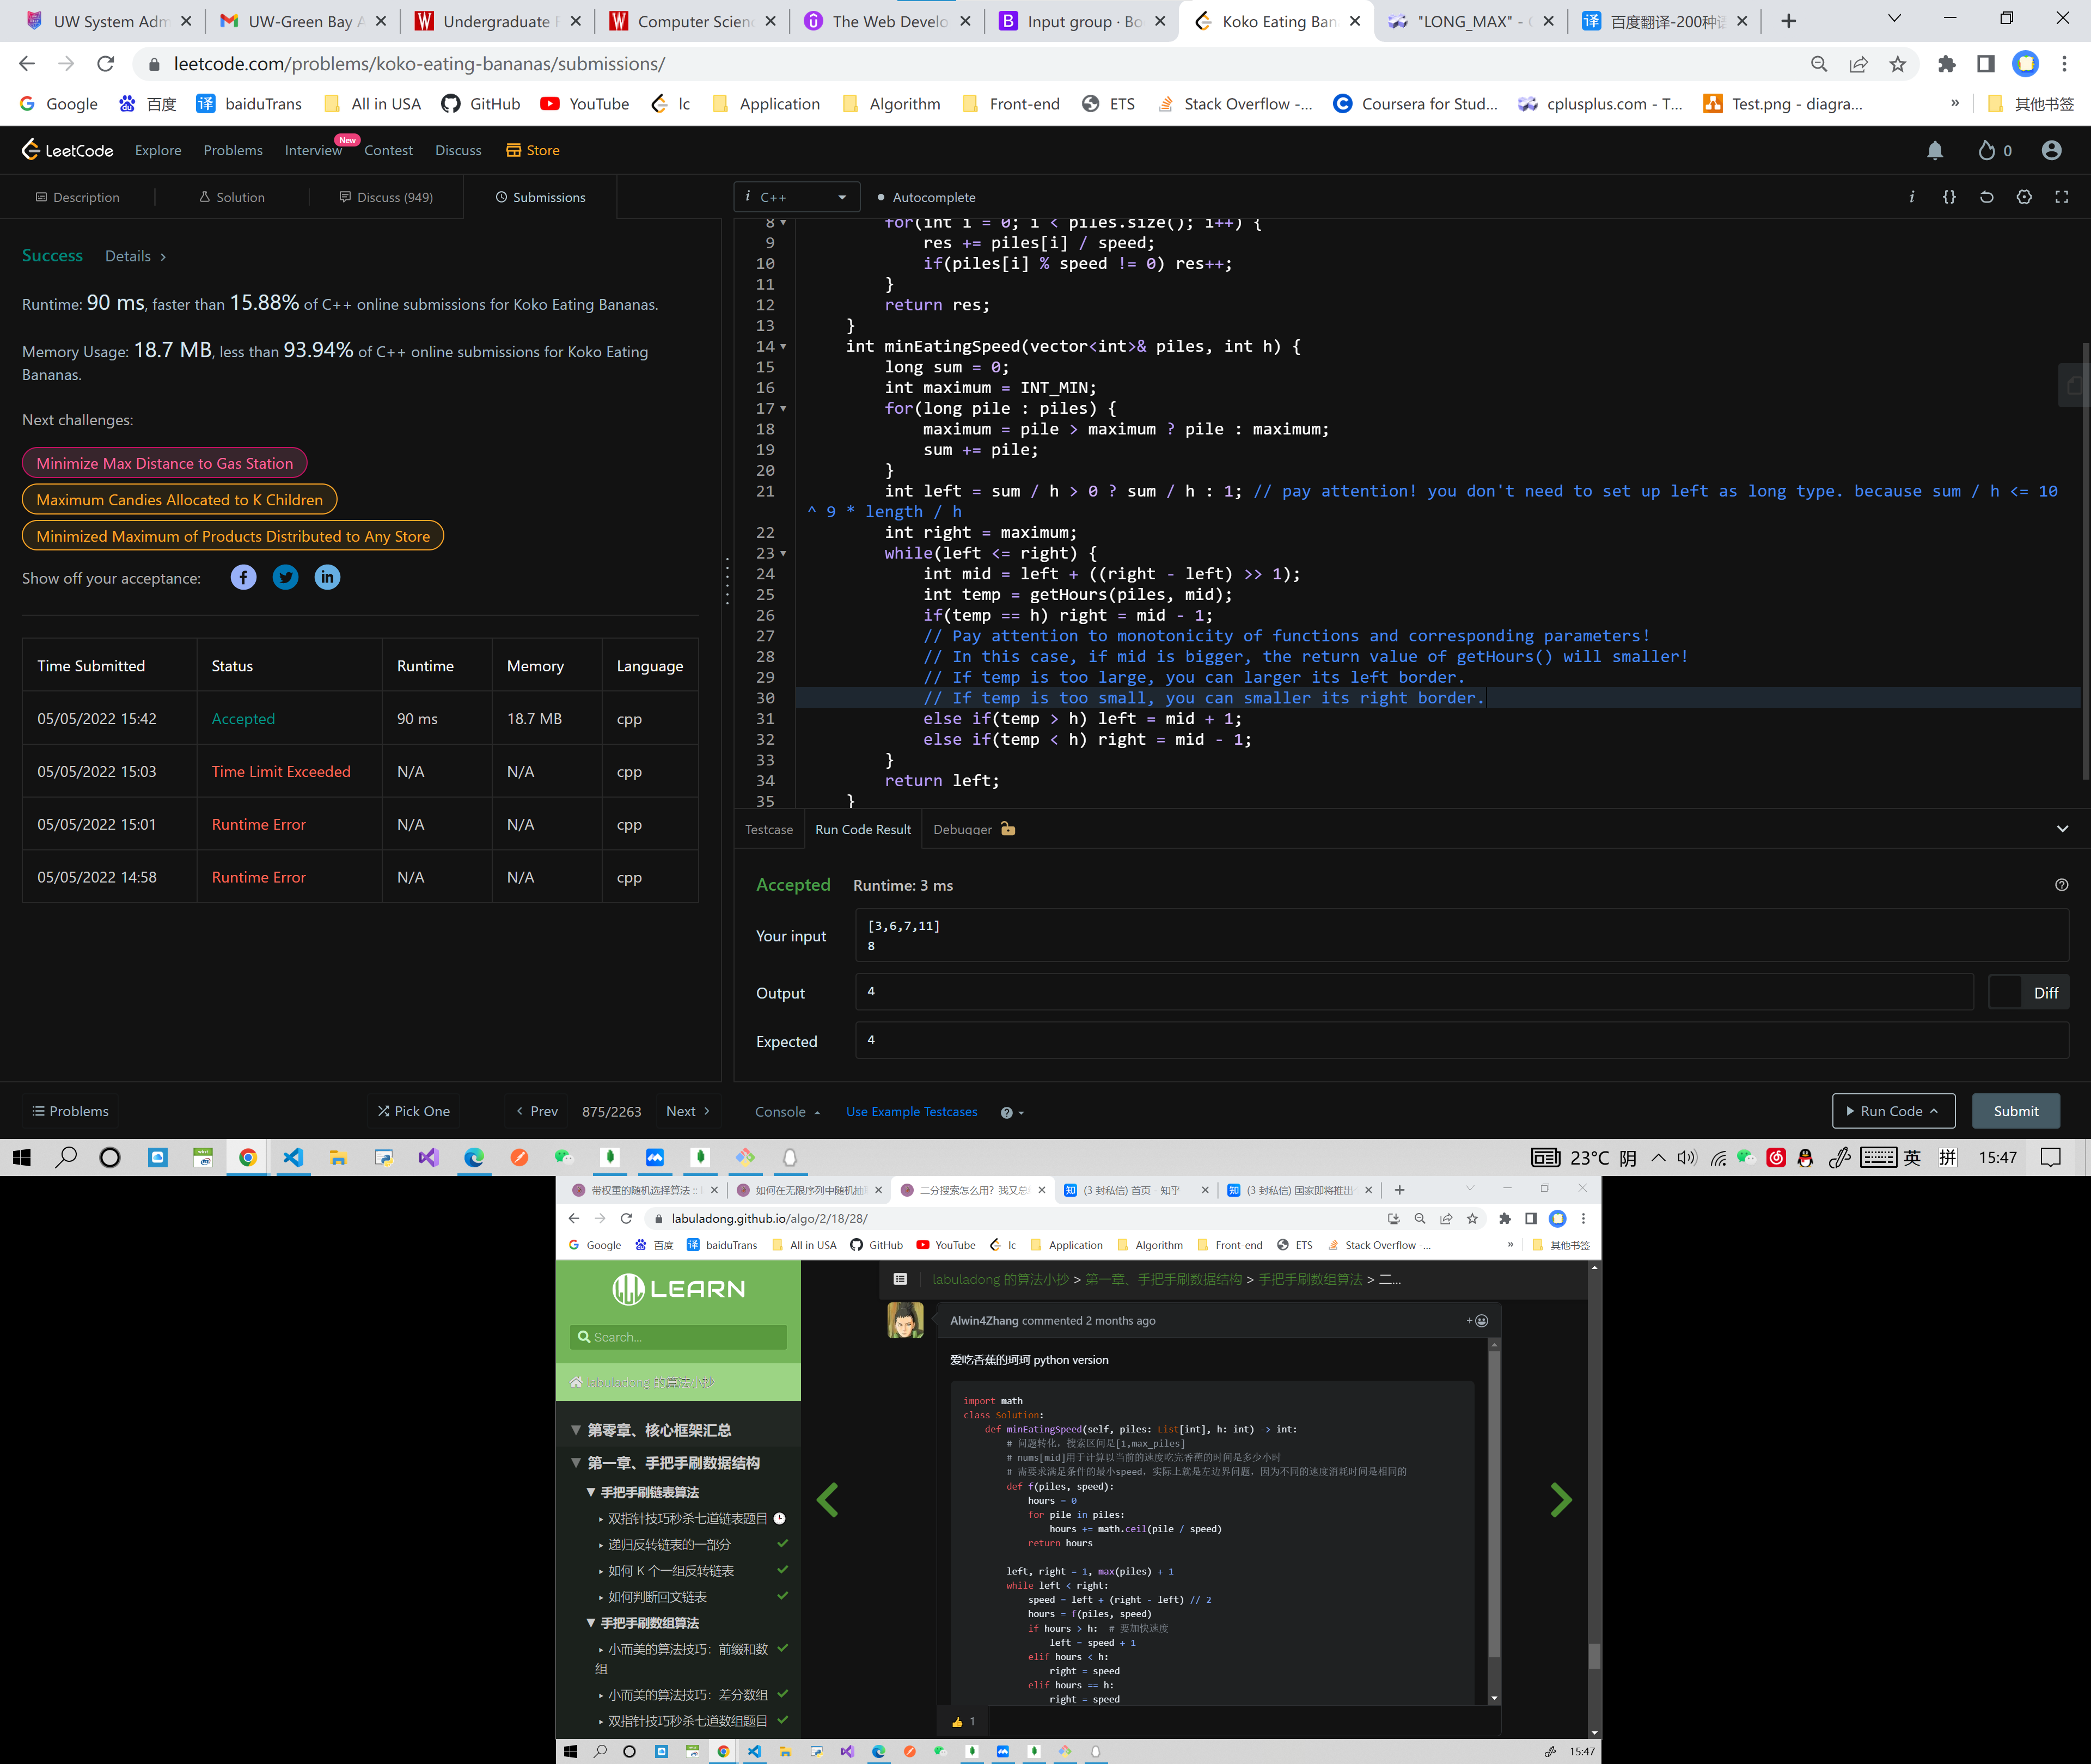 UW System Adm
UW-Green Bay A
Undergraduate F
Computer Scienc
The Web Develo
Input group · Bo
Koko Eating Ban
"LONG_MAX" - C
百度翻译-200种语
leetcode.com/problems/koko-eating-bananas/submissions/
Google 百度 baiduTrans All in USA GitHub YouTube lc Application Algorithm Front-end ETS Stack Overflow -... Coursera for Stud... cplusplus.com - T... Test.png - diagra... » 其他书签
LeetCode Explore Problems Interview New Contest Discuss Store 0
Description Solution Discuss (949) Submissions
Success Details >
Runtime: 90 ms, faster than 15.88% of C++ online submissions for Koko Eating Bananas.
Memory Usage: 18.7 MB, less than 93.94% of C++ online submissions for Koko Eating
Bananas.
Next challenges:
Minimize Max Distance to Gas Station
Maximum Candies Allocated to K Children
Minimized Maximum of Products Distributed to Any Store
Show off your acceptance:
Time Submitted Status Runtime Memory Language
05/05/2022 15:42 Accepted 90 ms 18.7 MB cpp
05/05/2022 15:03 Time Limit Exceeded N/A N/A cpp
05/05/2022 15:01 Runtime Error N/A N/A cpp
05/05/2022 14:58 Runtime Error N/A N/A cpp
i C++ Autocomplete
8 for(int i = 0; i < piles.size(); i++) {
9 res += piles[i] / speed;
10 if(piles[i] % speed != 0) res++;
11 }
12 return res;
13 }
14 int minEatingSpeed(vector<int>& piles, int h) {
15 long sum = 0;
16 int maximum = INT_MIN;
17 for(long pile : piles) {
18 maximum = pile > maximum ? pile : maximum;
19 sum += pile;
20 }
21 int left = sum / h > 0 ? sum / h : 1; // pay attention! you don't need to set up left as long type. because sum / h <= 10
^ 9 * length / h
22 int right = maximum;
23 while(left <= right) {
24 int mid = left + ((right - left) >> 1);
25 int temp = getHours(piles, mid);
26 if(temp == h) right = mid - 1;
27 // Pay attention to monotonicity of functions and corresponding parameters!
28 // In this case, if mid is bigger, the return value of getHours() will smaller!
29 // If temp is too large, you can larger its left border.
30 // If temp is too small, you can smaller its right border.
31 else if(temp > h) left = mid + 1;
32 else if(temp < h) right = mid - 1;
33 }
34 return left;
35 }
Testcase Run Code Result Debugger
Accepted Runtime: 3 ms
Your input
[3,6,7,11]
8
Output 4 Diff
Expected 4
Problems Pick One < Prev 875/2263 Next > Console Use Example Testcases Run Code Submit
23°C 阴 英 拼 15:47
带权重的随机选择算法 ::
如何在无限序列中随机抽
二分搜索怎么用？我又总
(3 封私信) 首页 - 知乎
(3 封私信) 国家即将推出
labuladong.github.io/algo/2/18/28/
Google 百度 baiduTrans All in USA GitHub YouTube lc Application Algorithm Front-end ETS Stack Overflow -... » 其他书签
LEARN
Search...
labuladong 的算法小抄
第零章、核心框架汇总
第一章、手把手刷数据结构
手把手刷链表算法
双指针技巧秒杀七道链表题目
递归反转链表的一部分
如何 K 个一组反转链表
如何判断回文链表
手把手刷数组算法
小而美的算法技巧：前缀和数
组
小而美的算法技巧：差分数组
双指针技巧秒杀七道数组题目
labuladong 的算法小抄 > 第一章、手把手刷数据结构 > 手把手刷数组算法 > 二...
Alwin4Zhang commented 2 months ago
爱吃香蕉的珂珂 python version
import math
class Solution:
def minEatingSpeed(self, piles: List[int], h: int) -> int:
# 问题转化，搜索区间是[1,max_piles]
# nums[mid]用于计算以当前的速度吃完香蕉的时间是多少小时
# 需要求满足条件的最小speed，实际上就是左边界问题，因为不同的速度消耗时间是相同的
def f(piles, speed):
hours = 0
for pile in piles:
hours += math.ceil(pile / speed)
return hours
left, right = 1, max(piles) + 1
while left < right:
speed = left + (right - left) // 2
hours = f(piles, speed)
if hours > h: # 要加快速度
left = speed + 1
elif hours < h:
right = speed
elif hours == h:
right = speed
1
15:47